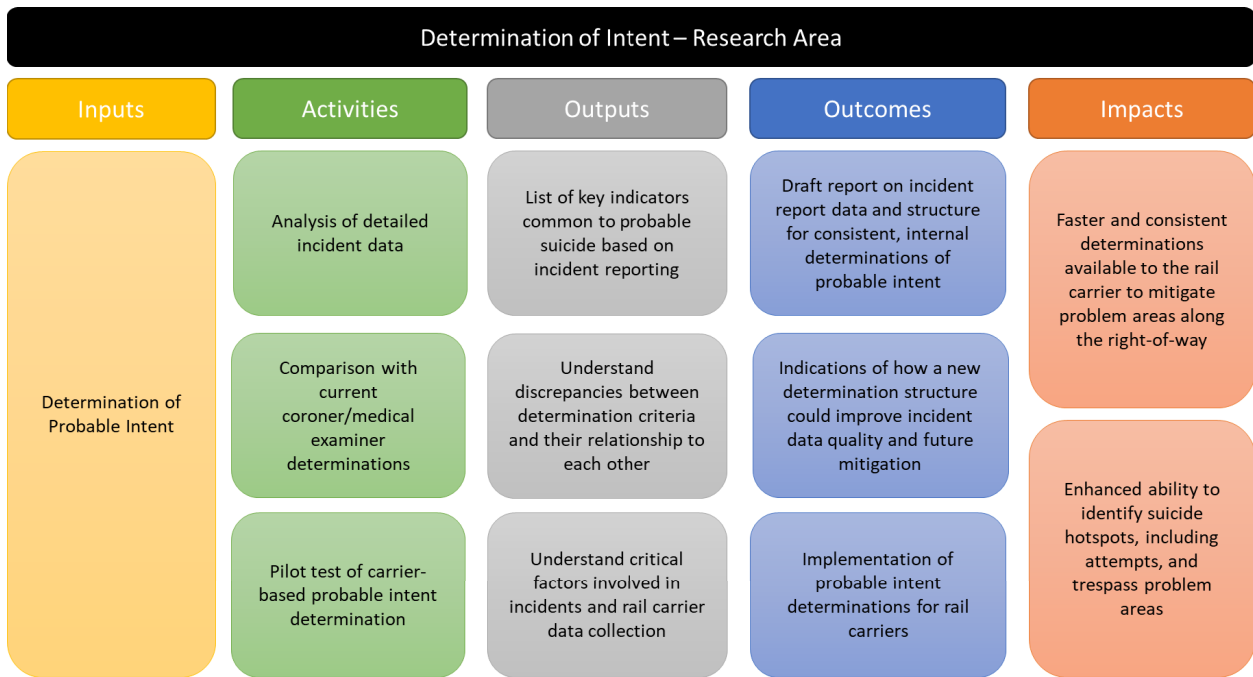 Determination of Intent – Research Area
Inputs
Activities
Outputs
Outcomes
Impacts
Determination of
Probable Intent
Analysis of detailed
incident data
Comparison with
current
coroner/medical
examiner
determinations
Pilot test of carrier-
based probable intent
determination
List of key indicators
common to probable
suicide based on
incident reporting
Understand
discrepancies between
determination criteria
and their relationship to
each other
Understand critical
factors involved in
incidents and rail carrier
data collection
Draft report on incident
report data and structure
for consistent, internal
determinations of
probable intent
Indications of how a new
determination structure
could improve incident
data quality and future
mitigation
Implementation of
probable intent
determinations for rail
carriers
Faster and consistent
determinations
available to the rail
carrier to mitigate
problem areas along
the right-of-way
Enhanced ability to
identify suicide
hotspots, including
attempts, and
trespass problem
areas